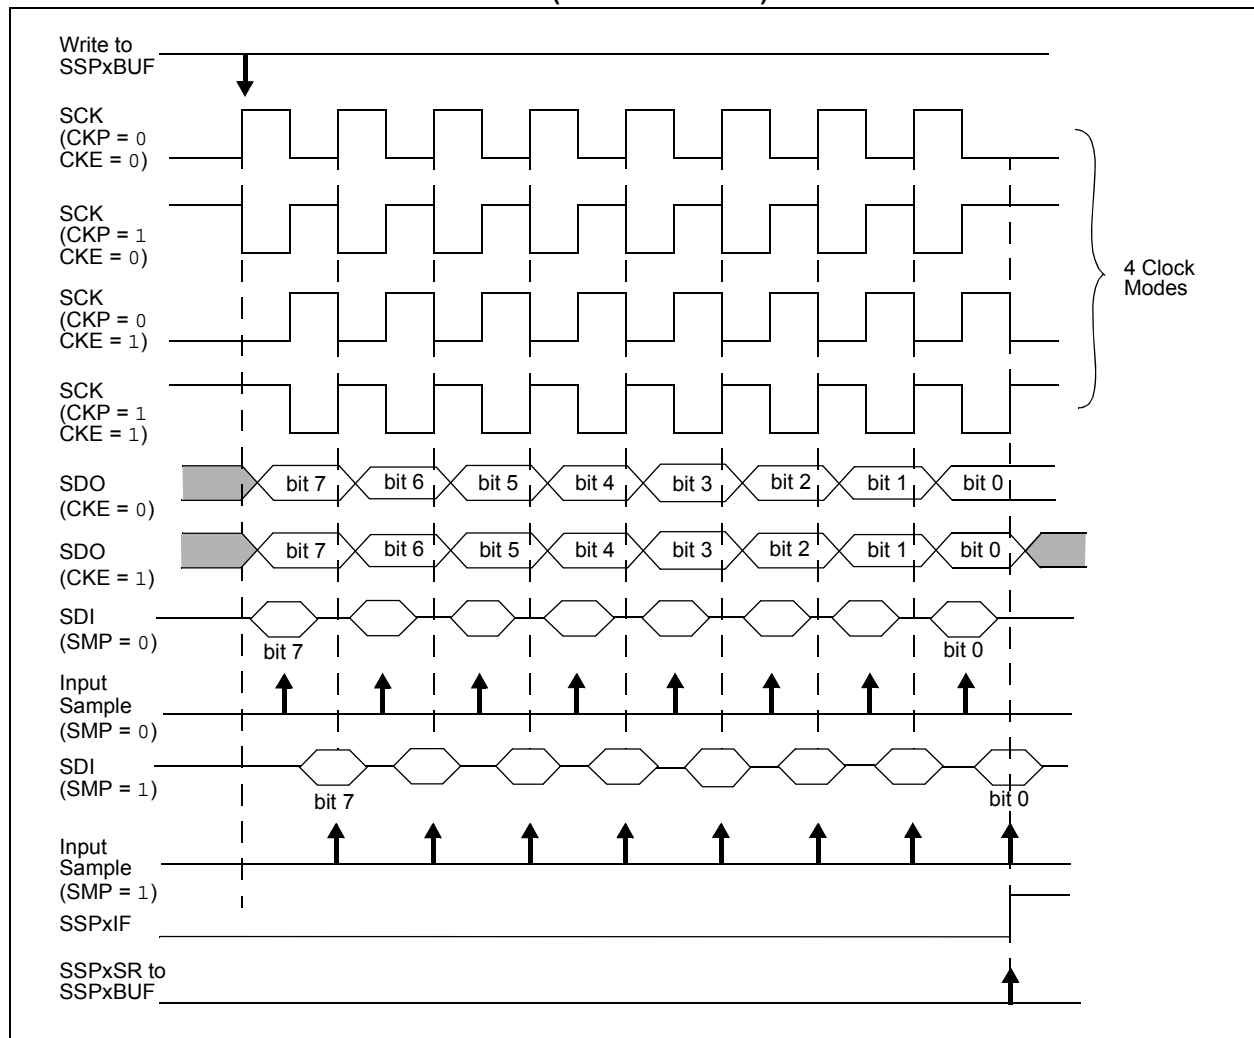 Write to
SSPxBUF
SCK
(CKP = 0
CKE = 0)
SCK
(CKP = 1
CKE = 0)
SCK
(CKP = 0
CKE = 1)
SCK
(CKP = 1
CKE = 1)
4 Clock
Modes
SDO
(CKE = 0)
bit 7 bit 6 bit 5 bit 4 bit 3 bit 2 bit 1 bit 0
SDO
(CKE = 1)
bit 7 bit 6 bit 5 bit 4 bit 3 bit 2 bit 1 bit 0
SDI
(SMP = 0)
bit 7 bit 0
Input
Sample
(SMP = 0)
SDI
(SMP = 1)
bit 7 bit 0
Input
Sample
(SMP = 1)
SSPxIF
SSPxSR to
SSPxBUF